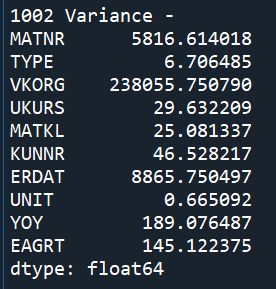 1002 Variance -
MATNR 5816.614018
TYPE 6.706485
VKORG 238055.750790
UKURS 29.632209
MATKL 25.081337
KUNNR 46.528217
ERDAT 8865.750497
UNIT 0.665092
YOY 189.076487
EAGRT 145.122375
dtype: float64